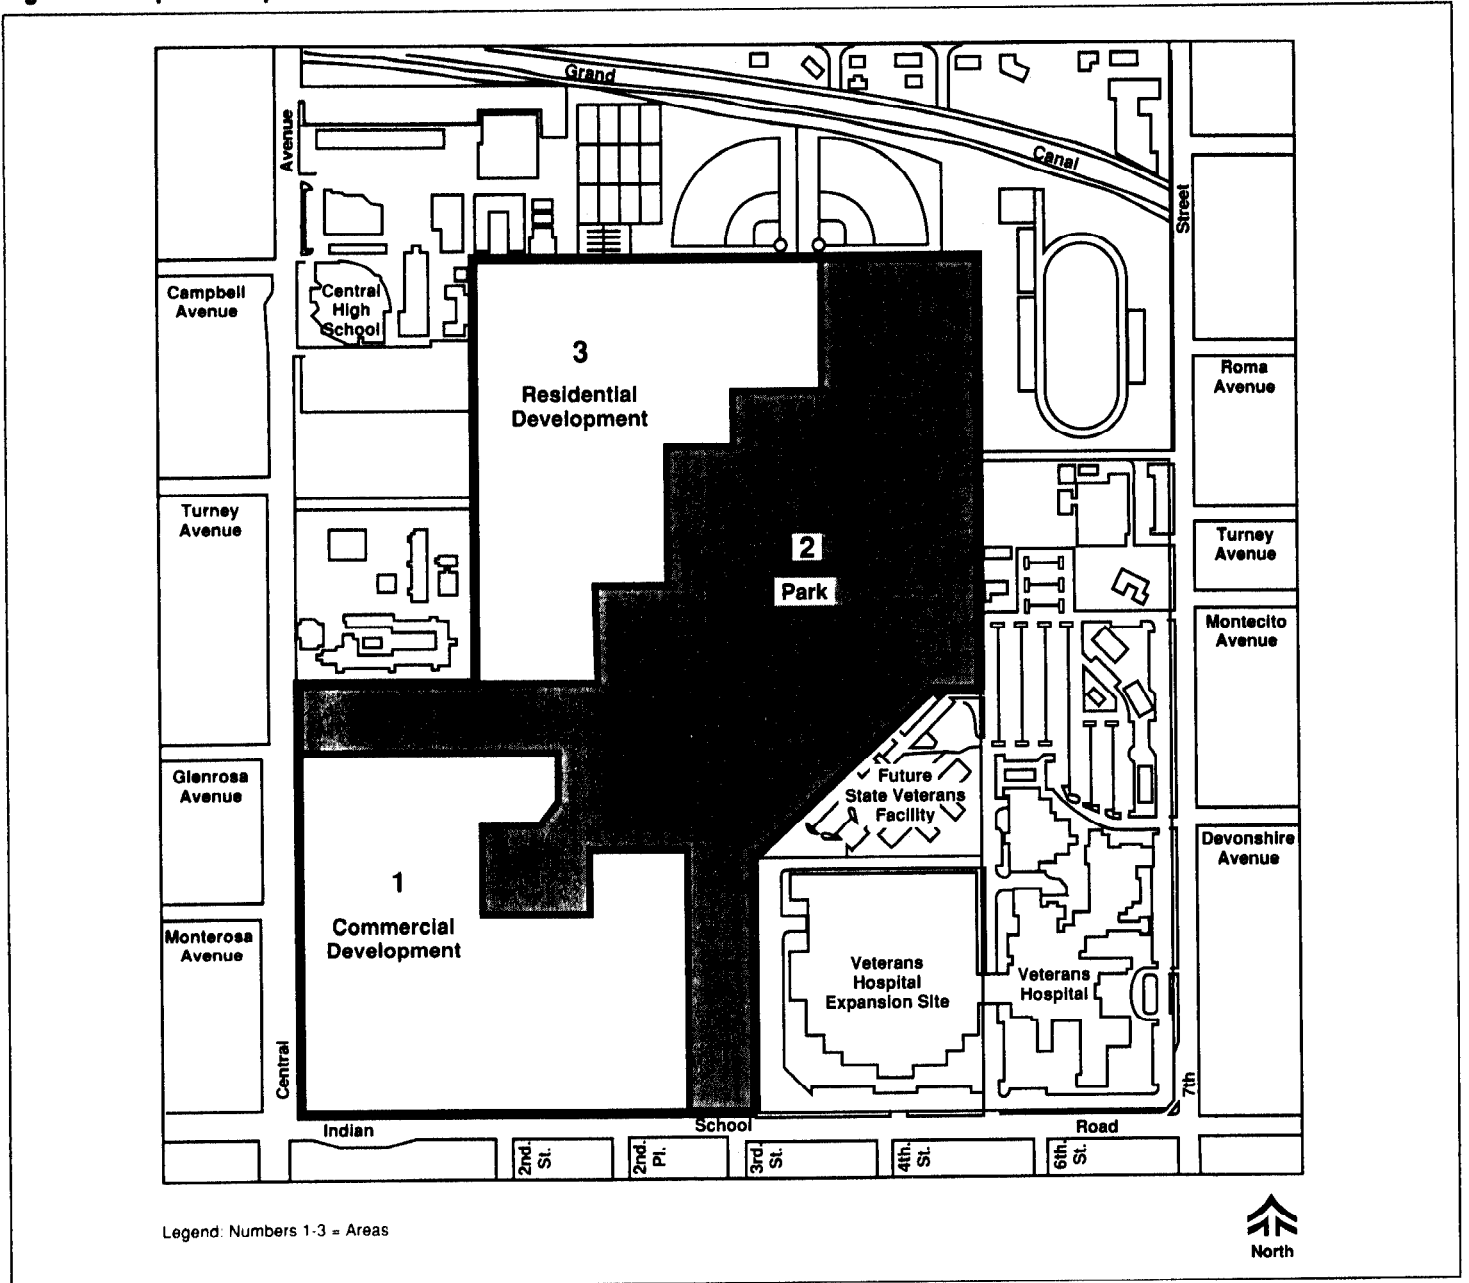 Grand
Canal
Avenue
Street
Campbell
Avenue
Central
High
School
3
Residential
Development
Roma
Avenue
Turney
Avenue
2
Park
Turney
Avenue
Montecito
Avenue
Glenrosa
Avenue
Future
State Veterans
Facility
Devonshire
Avenue
1
Commercial
Development
Monterosa
Avenue
Veterans
Hospital
Expansion Site
Veterans
Hospital
Central
7th
Indian
School
Road
2nd.
St.
2nd.
Pl.
3rd.
St.
4th.
St.
6th.
St.
Legend: Numbers 1-3 = Areas
North